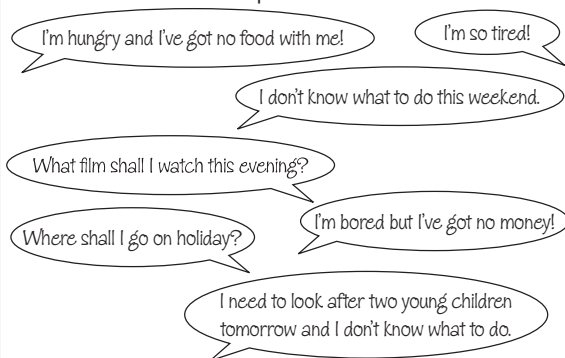 I'm hungry and I've got no food with me!
I'm so tired!
I don't know what to do this weekend.
What film shall I watch this evening?
I'm bored but I've got no money!
Where shall I go on holiday?
I need to look after two young children
tomorrow and I don't know what to do.